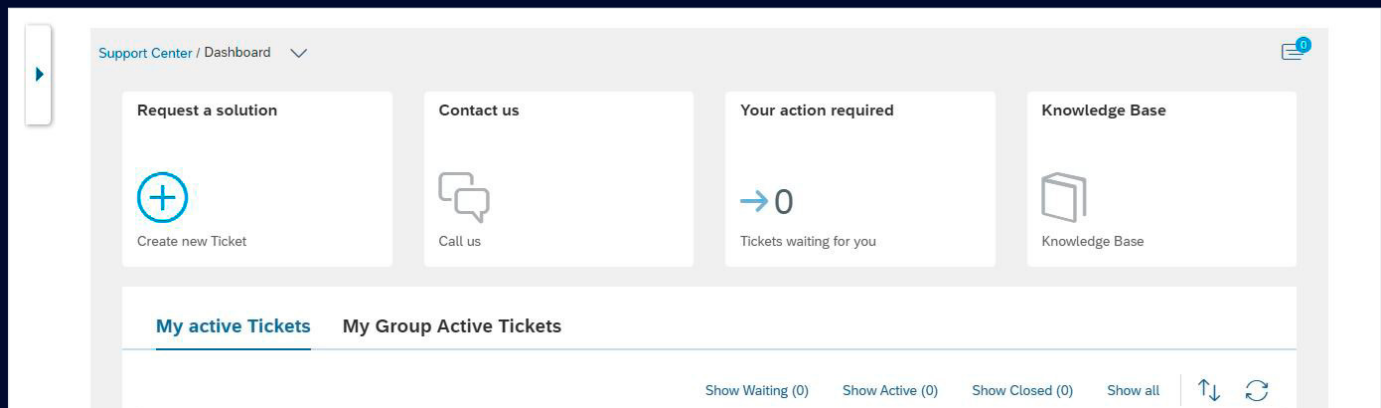 Support Center / Dashboard
0
Request a solution
Create new Ticket
Contact us
Call us
Your action required
0
Tickets waiting for you
Knowledge Base
Knowledge Base
My active Tickets My Group Active Tickets
Show Waiting (0) Show Active (0) Show Closed (0) Show all